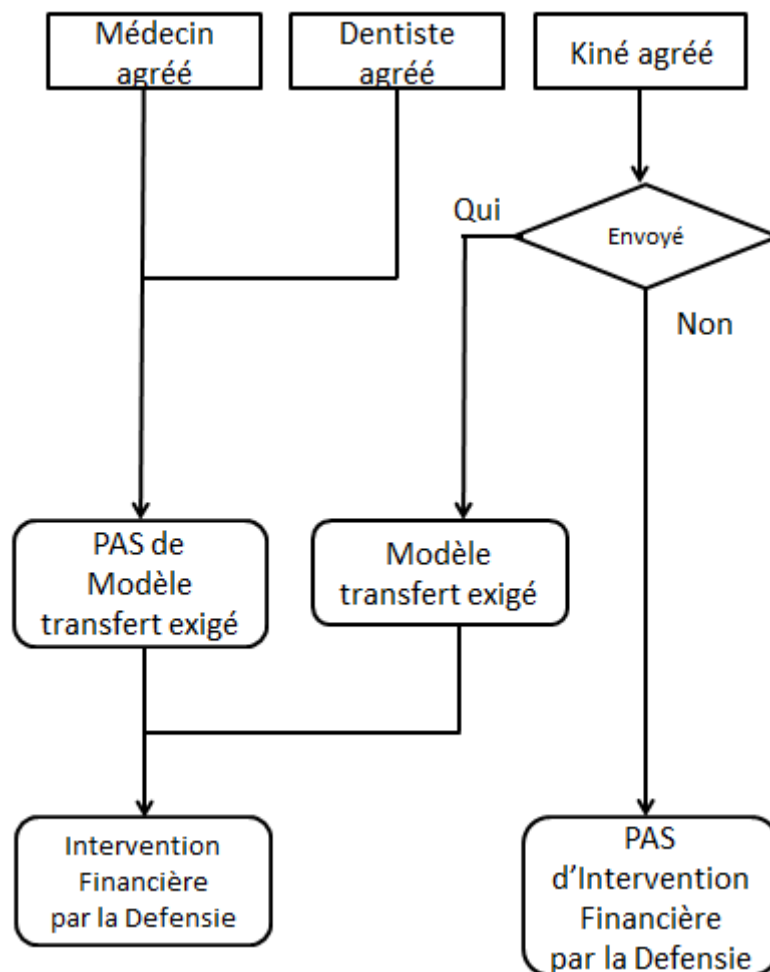 Médecin
agréé
Dentiste
agréé
Kiné agréé
Qui
Envoyé
Non
PAS de
Modèle
transfert exigé
Modèle
transfert exigé
Intervention
Financière
par la Defensie
PAS
d'Intervention
Financière
par la Defensie